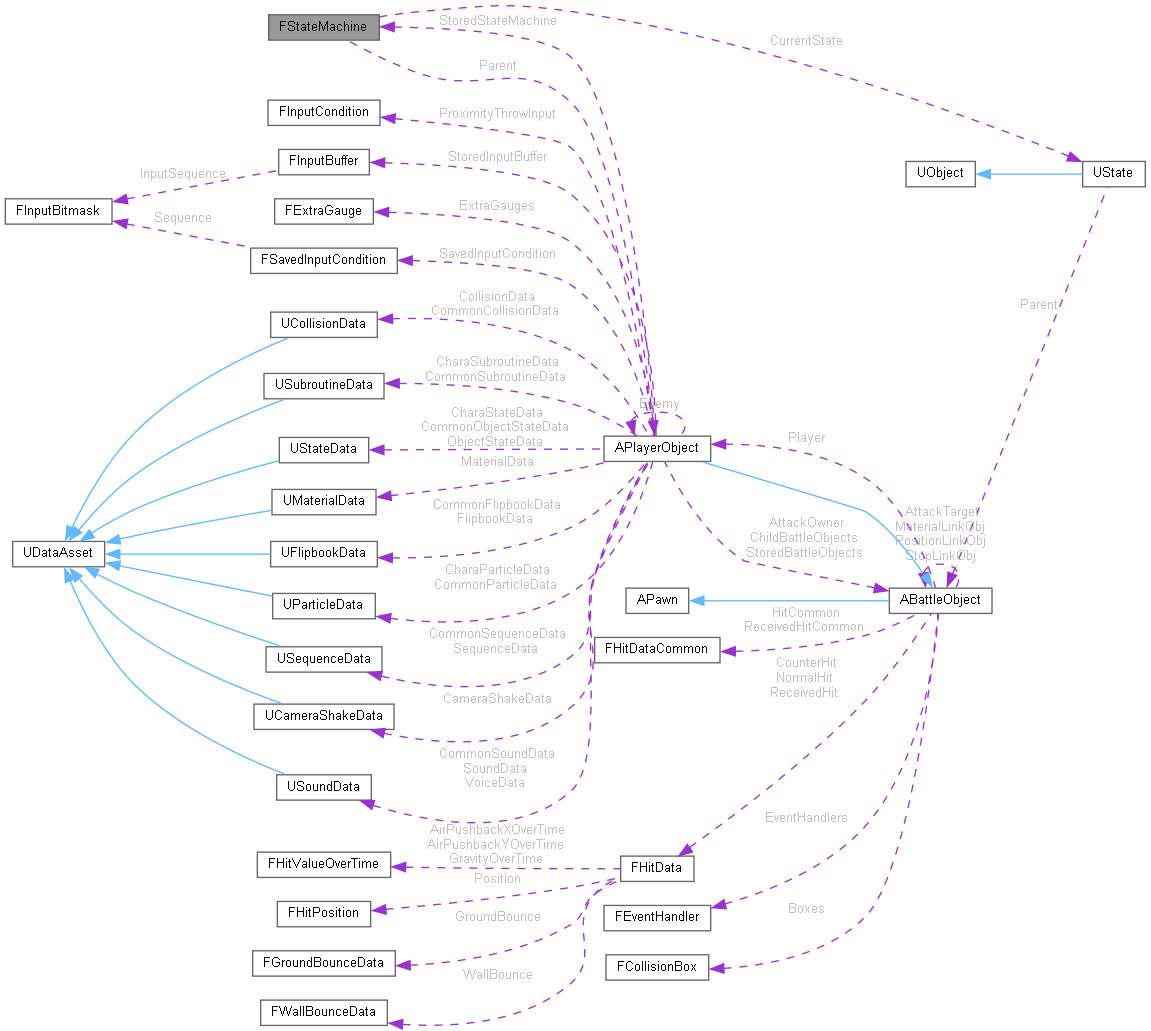 FStateMachine
StoredStateMachine
CurrentState
Parent
FInputCondition
ProximityThrowInput
FInputBuffer
StoredInputBuffer
InputSequence
UObject
UState
FInputBitmask
FExtraGauge
ExtraGauges
Sequence
FSavedInputCondition
SavedInputCondition
Parent
UCollisionData
CollisionData
CommonCollisionData
USubroutineData
CharaSubroutineData
CommonSubroutineData
Enemy
UStateData
CharaStateData
CommonObjectStateData
ObjectStateData
APlayerObject
Player
UMaterialData
MaterialData
UDataAsset
UFlipbookData
CommonFlipbookData
FlipbookData
AttackOwner
ChildBattleObjects
StoredBattleObjects
AttackTarget
MaterialLinkObj
PositionLinkObj
StopLinkObj
UParticleData
CharaParticleData
CommonParticleData
APawn
ABattleObject
USequenceData
CommonSequenceData
SequenceData
FHitDataCommon
HitCommon
ReceivedHitCommon
UCameraShakeData
CameraShakeData
CounterHit
NormalHit
ReceivedHit
USoundData
CommonSoundData
SoundData
VoiceData
EventHandlers
FHitValueOverTime
AirPushbackXOverTime
AirPushbackYOverTime
GravityOverTime
FHitData
FHitPosition
Position
FEventHandler
Boxes
FGroundBounceData
GroundBounce
FCollisionBox
FWallBounceData
WallBounce